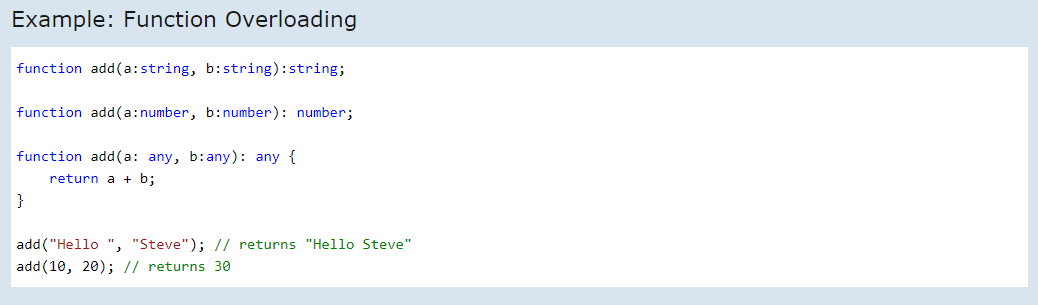 Example: Function Overloading
function add(a:string, b:string):string;
function add(a:number, b:number): number;
function add(a: any, b:any): any {
    return a + b;
}
add("Hello ", "Steve"); // returns "Hello Steve"
add(10, 20); // returns 30